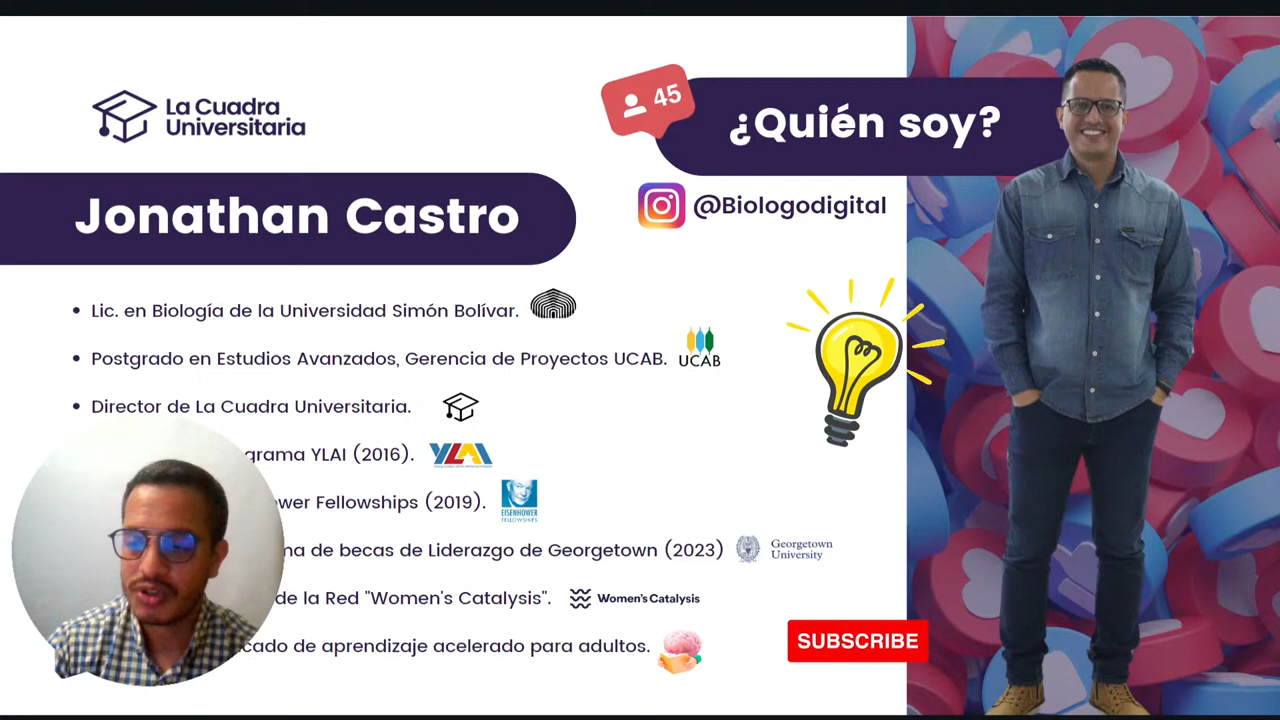 La Cuadra
Universitaria
45
¿Quién soy?
Jonathan Castro
@Biologodigital
Lic. en Biología de la Universidad Simón Bolívar.
UCAB
Postgrado en Estudios Avanzados, Gerencia de Proyectos UCAB.
Director de La Cuadra Universitaria.
grama YLAI (2016).
YLAI
wer Fellowships (2019).
EISENHOWER
FELLOWSHIPS
ma de becas de Liderazgo de Georgetown (2023)
Georgetown
University
de la Red "Women's Catalysis".
Women's Catalysis
cado de aprendizaje acelerado para adultos.
SUBSCRIBE